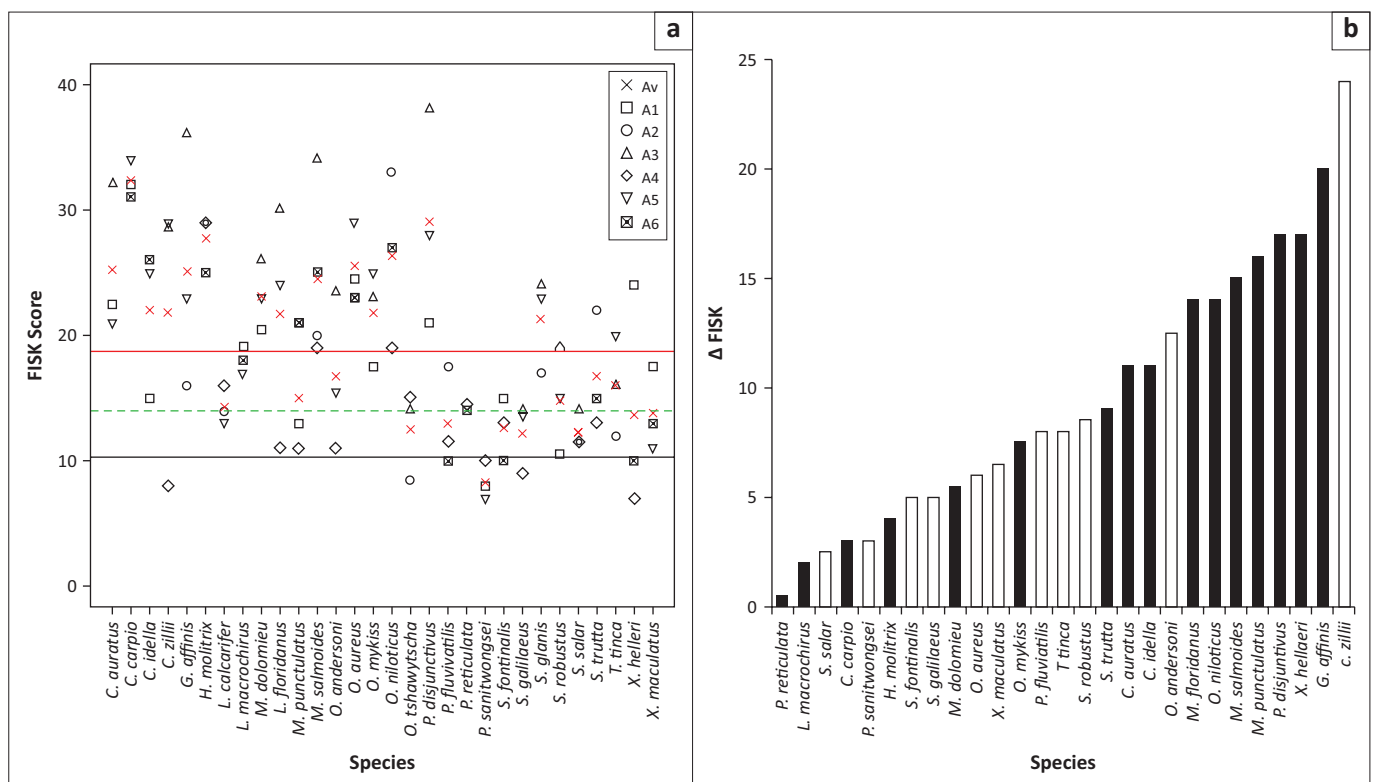 a
FISK Score
40
30
20
10
0
Av
A1
A2
A3
A4
A5
A6
C. auratus
C. carpio
C. idella
C. zillii
G. affinis
H. molitrix
L. calcarifer
L. macrochirus
M. dolomieu
L. floridanus
M. punctulatus
M. salmoides
O. andersoni
O. aureus
O. mykiss
O. niloticus
O. tshawytscha
P. disjunctivus
P. fluvivatilis
P. reticulata
P. sanitwongsei
S. fontinalis
S. galilaeus
S. glanis
S. robustus
S. trutta
T. tinca
X. helleri
X. maculatus
Species
b
Δ FISK
25
20
15
10
5
0
P. reticulata
L. macrochirus
S. salar
C. carpio
P. sanitwongsei
H. molitrix
S. fontinalis
S. galilaeus
M. dolomieu
O. aureus
X. maculatus
O. mykiss
P. fluviatilis
T tinca
S. robustus
S. trutta
C. auratus
C. idella
O. andersoni
M. floridanus
O. niloticus
M. salmoides
M. punctulatus
P. disjuntivus
X. hellaeri
G. affinis
c. zillii
Species